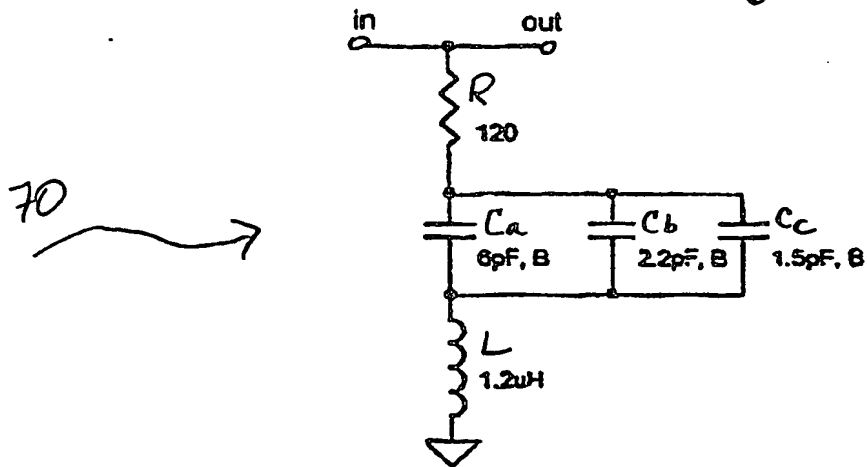 in out
R
120
70
Ca
6pF, B
Cb
2.2pF, B
Cc
1.5pF, B
L
1.2uH